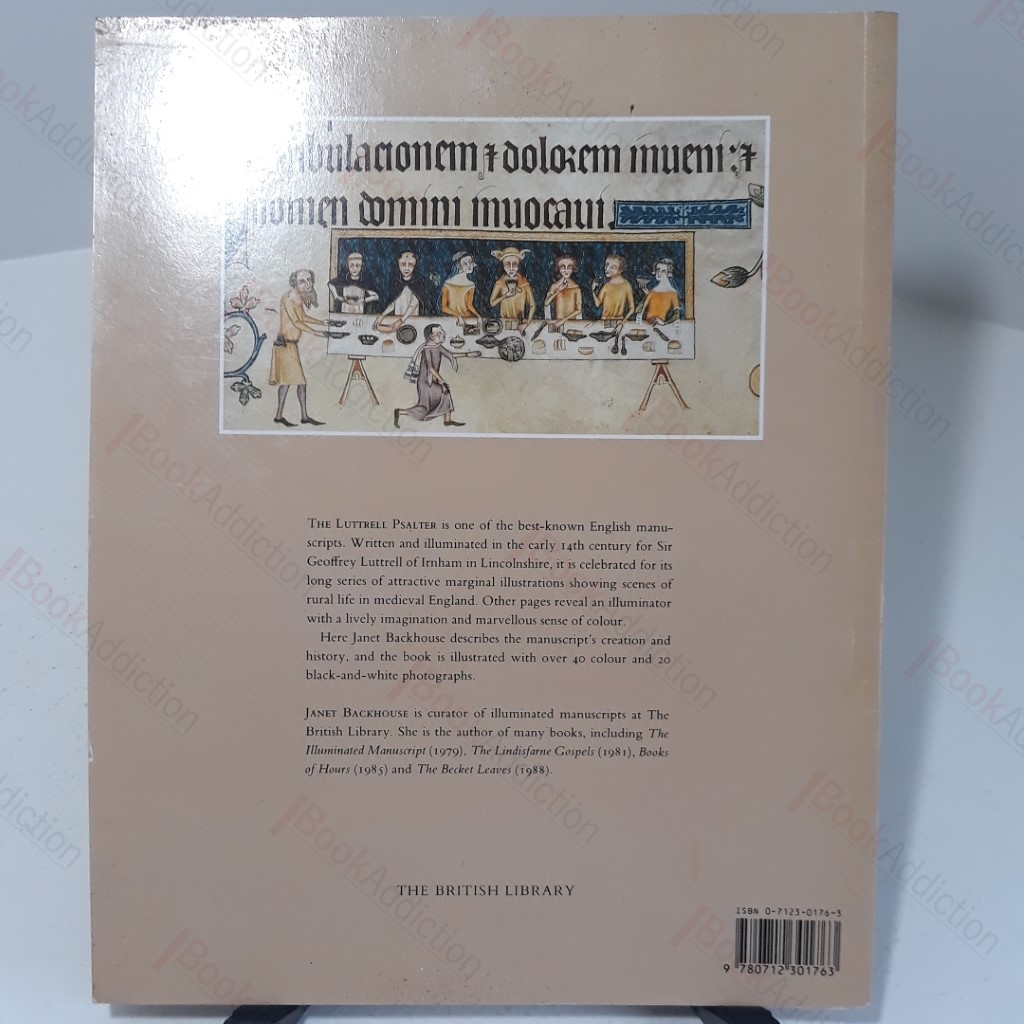 ibulacionem ⁊ dolorem inueni: ⁊
nomen domini inuocaui.
THE LUTTRELL PSALTER is one of the best-known English manu-
scripts. Written and illuminated in the early 14th century for Sir
Geoffrey Luttrell of Irnham in Lincolnshire, it is celebrated for its
long series of attractive marginal illustrations showing scenes of
rural life in medieval England. Other pages reveal an illuminator
with a lively imagination and marvellous sense of colour.
Here Janet Backhouse describes the manuscript's creation and
history, and the book is illustrated with over 40 colour and 20
black-and-white photographs.
JANET BACKHOUSE is curator of illuminated manuscripts at The
British Library. She is the author of many books, including The
Illuminated Manuscript (1979), The Lindisfarne Gospels (1981), Books
of Hours (1985) and The Becket Leaves (1988).
THE BRITISH LIBRARY
ISBN 0-7123-0176-3
9 780712 301763
BookAddiction